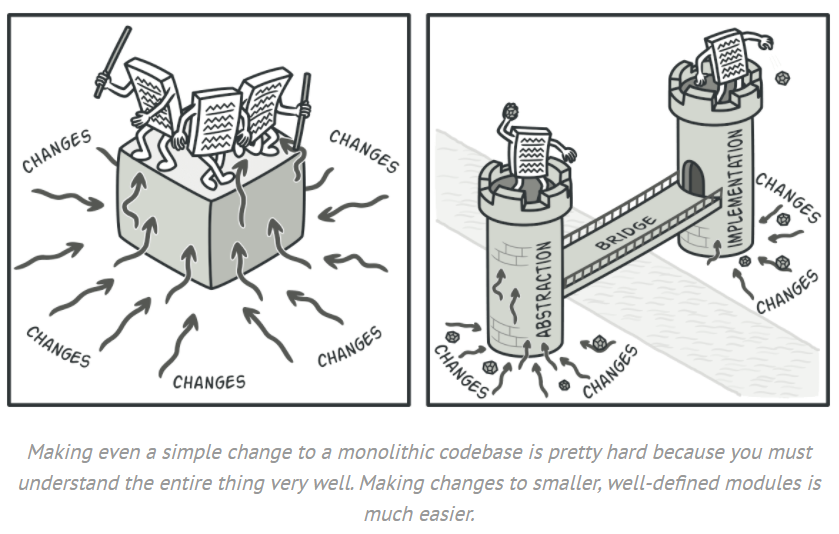 CHANGES
CHANGES
CHANGES
CHANGES
CHANGES
ABSTRACTION
BRIDGE
IMPLEMENTATION
CHANGES
CHANGES
CHANGES
CHANGES
Making even a simple change to a monolithic codebase is pretty hard because you must
understand the entire thing very well. Making changes to smaller, well-defined modules is
much easier.